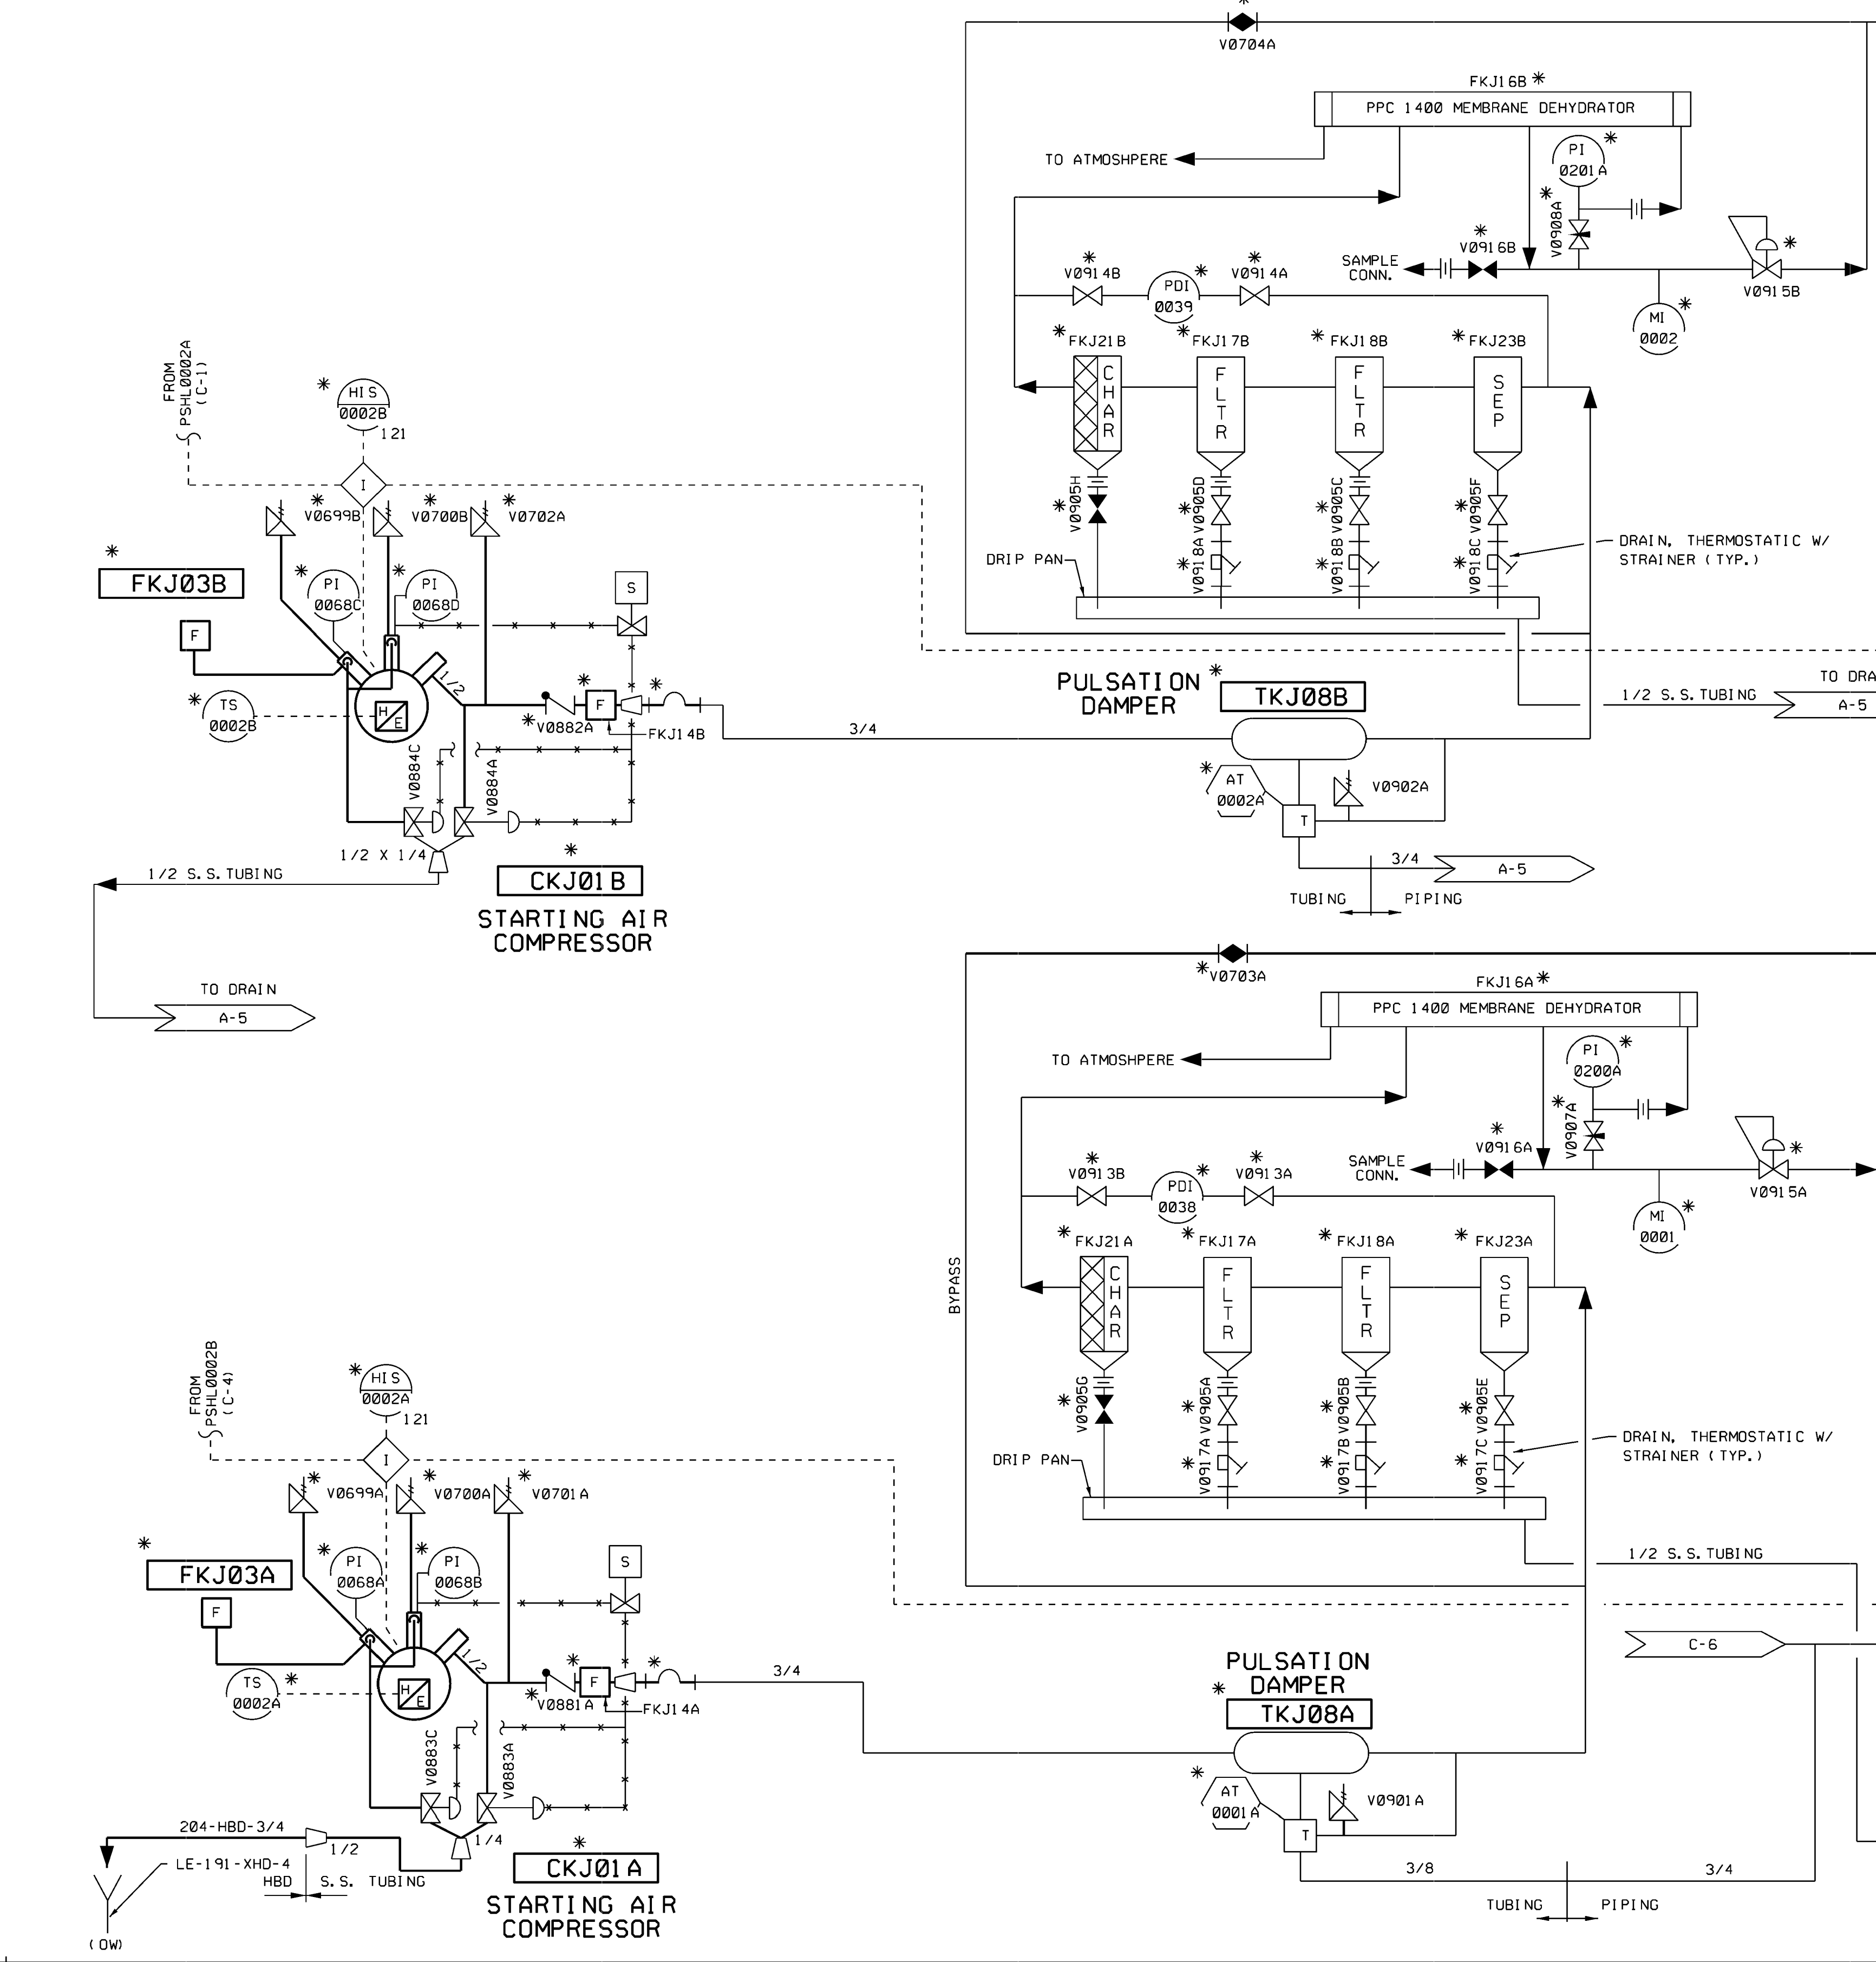 *
V0704A
FKJ16B *
PPC 1400 MEMBRANE DEHYDRATOR
TO ATMOSHPERE
PI
0201A
*
*
V0908A
*
V0916B
SAMPLE
CONN.
*
V0915B
MI
0002
*
*
V0914B
PDI
0039
*
*
V0914A
* FKJ21B
* FKJ17B
* FKJ18B
* FKJ23B
CHAR
FLTR
FLTR
SEP
* V0905H
* V0905D
* V0905C
* V0905F
* V0918A
* V0918B
* V0918C
DRAIN, THERMOSTATIC W/
STRAINER (TYP.)
DRIP PAN
FROM
PSHL0002A
(C-1)
*
HIS
0002B
121
I
*
V0699B
*
V0700B
*
V0702A
*
FKJ03B
*
PI
0068C
*
PI
0068D
S
F
*
TS
0002B
H
E
1/2
*
V0882A
*
F
*
FKJ14B
3/4
V0884C
V0884A
1/2 X 1/4
1/2 S.S.TUBING
*
CKJ01B
STARTING AIR
COMPRESSOR
TO DRAIN
A-5
PULSATION
DAMPER
*
TKJ08B
1/2 S.S.TUBING
TO DRA
A-5
*
AT
0002A
V0902A
T
3/4
A-5
TUBING
PIPING
*V0703A
FKJ16A *
PPC 1400 MEMBRANE DEHYDRATOR
TO ATMOSHPERE
PI
0200A
*
*
V0907A
*
V0916A
SAMPLE
CONN.
*
V0915A
MI
0001
*
*
V0913B
PDI
0038
*
*
V0913A
BYPASS
* FKJ21A
* FKJ17A
* FKJ18A
* FKJ23A
CHAR
FLTR
FLTR
SEP
* V0905G
* V0905A
* V0905B
* V0905E
* V0917A
* V0917B
* V0917C
DRAIN, THERMOSTATIC W/
STRAINER (TYP.)
DRIP PAN
1/2 S.S.TUBING
FROM
PSHL0002B
(C-4)
*
HIS
0002A
121
I
*
V0699A
*
V0700A
*
V0701A
*
FKJ03A
*
PI
0068A
*
PI
0068B
S
F
TS
0002A
*
H
E
1/2
*
V0881A
*
F
*
FKJ14A
3/4
V0883C
V0883A
1/4
C-6
PULSATION
DAMPER
*
TKJ08A
*
AT
0001A
V0901A
T
3/8
3/4
TUBING
PIPING
204-HBD-3/4
1/2
LE-191-XHD-4
HBD
S.S. TUBING
(OW)
*
CKJ01A
STARTING AIR
COMPRESSOR